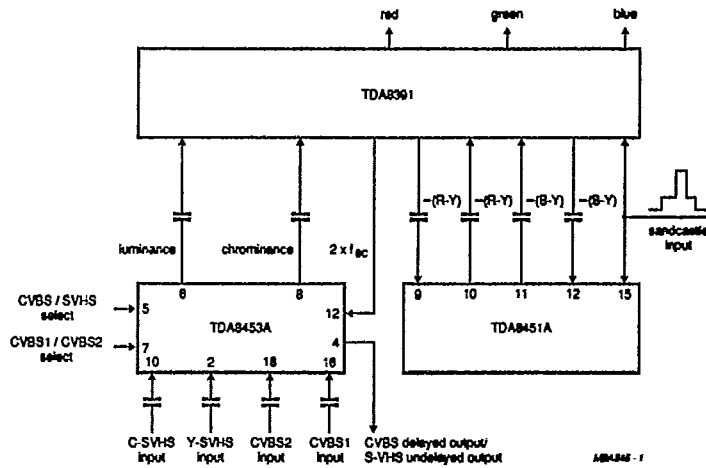 red green blue
TDA8391
–(R-Y) –(R-Y) –(B-Y) –(B-Y)
sandcastle
input
luminance chrominance 2 x fSC
6 8 9 10 11 12 15
CVBS / SVHS
select
5
12
TDA8453A
TDA8451A
CVBS1 / CVBS2
select
7
4
10 2 18 16
C-SVHS
input
Y-SVHS
input
CVBS2
input
CVBS1
input
CVBS delayed output/
S-VHS undelayed output